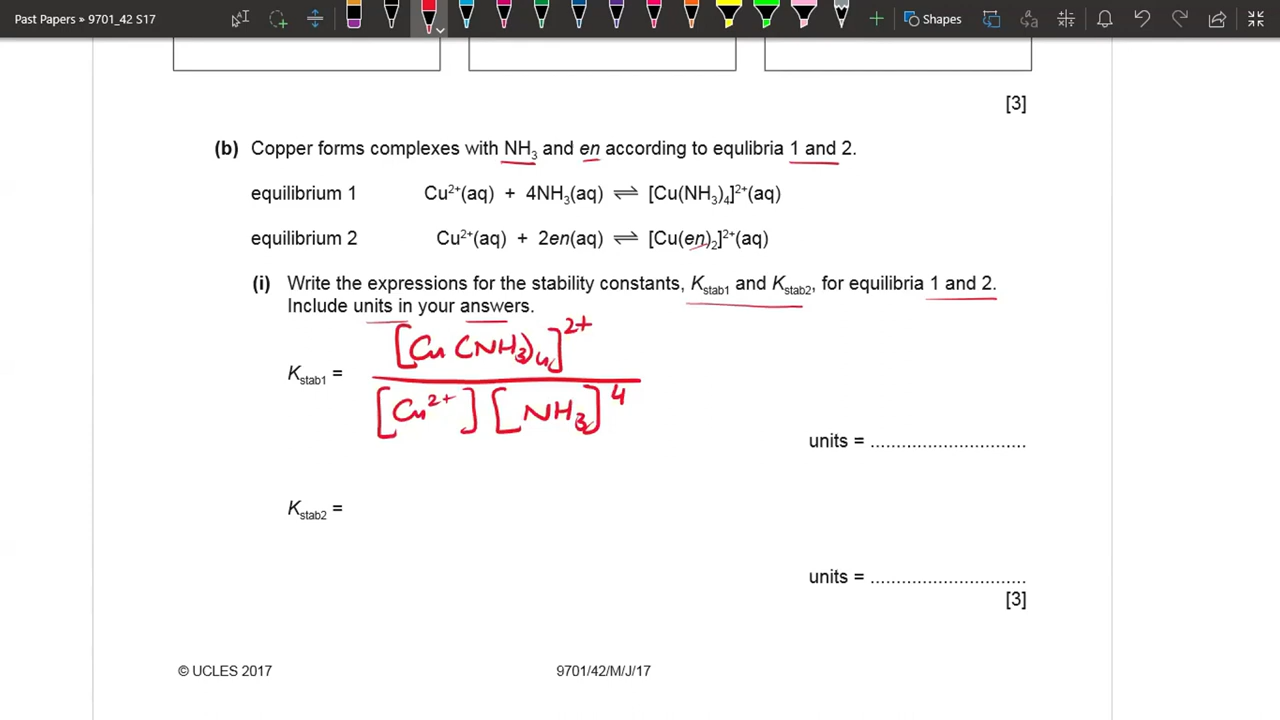 Past Papers » 9701_42 S17
Shapes
[3]
(b) Copper forms complexes with NH₃ and en according to equlibria 1 and 2.
equilibrium 1 Cu²⁺(aq) + 4NH₃(aq) ⇌ [Cu(NH₃)₄]²⁺(aq)
equilibrium 2 Cu²⁺(aq) + 2en(aq) ⇌ [Cu(en)₂]²⁺(aq)
(i) Write the expressions for the stability constants, Kstab1 and Kstab2, for equilibria 1 and 2.
Include units in your answers.
[Cu(NH₃)₄]²⁺
Kstab1 =
[Cu²⁺] [NH₃]⁴
units = ..............................
Kstab2 =
units = ..............................
[3]
© UCLES 2017 9701/42/M/J/17